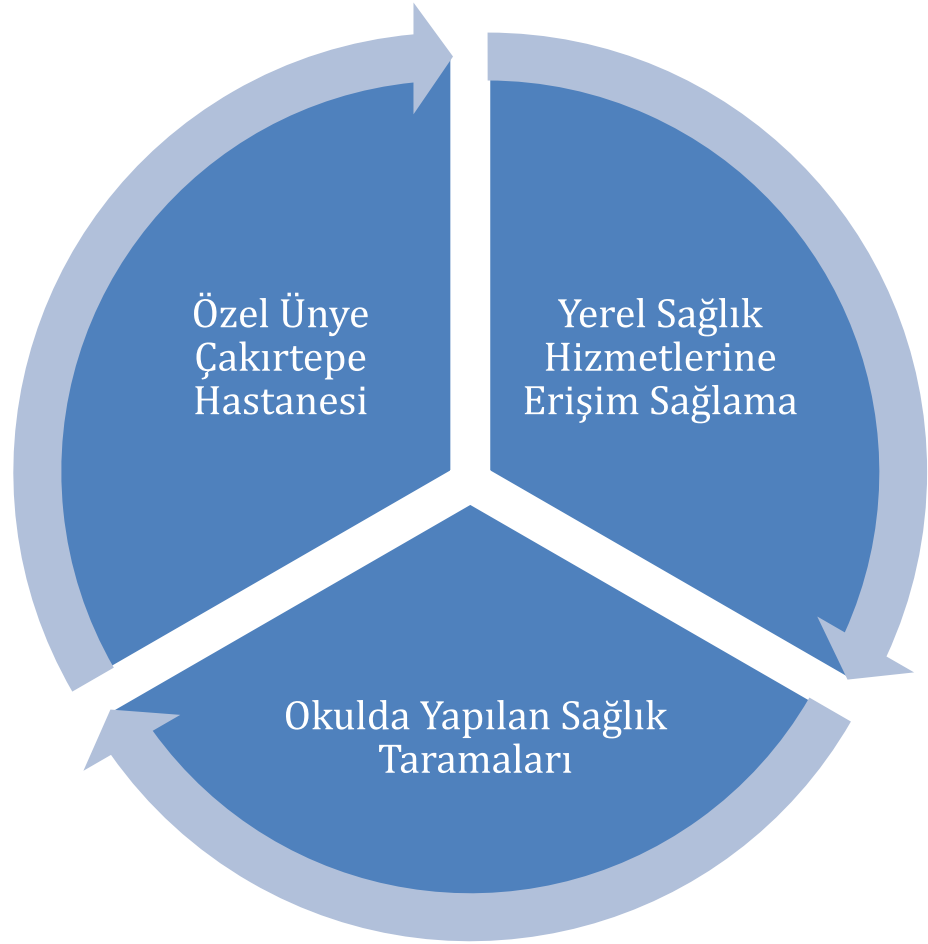 Özel Ünye
Çakırtepe
Hastanesi
Yerel Sağlık
Hizmetlerine
Erişim Sağlama
Okulda Yapılan Sağlık
Taramaları